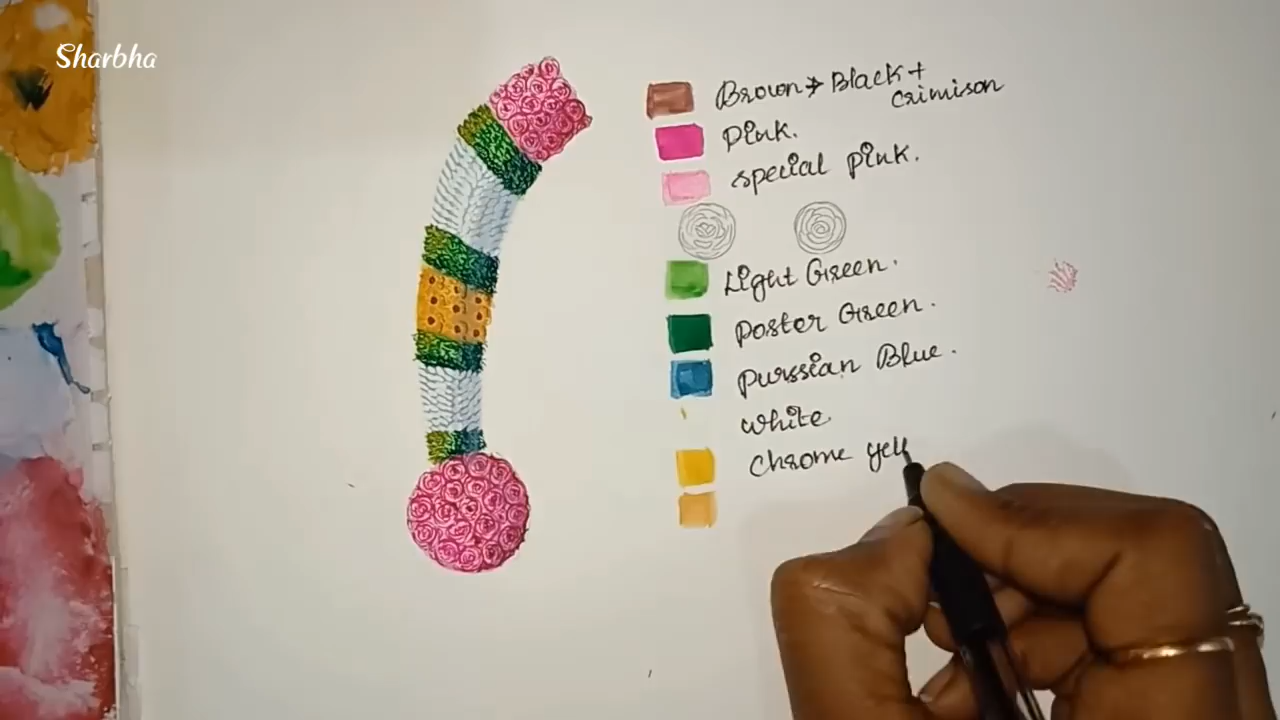 Sharbha
Brown → Black +
Crimison
Pink.
special pink.
Light Green.
poster Green.
purssian Blue.
white
Chrome yell